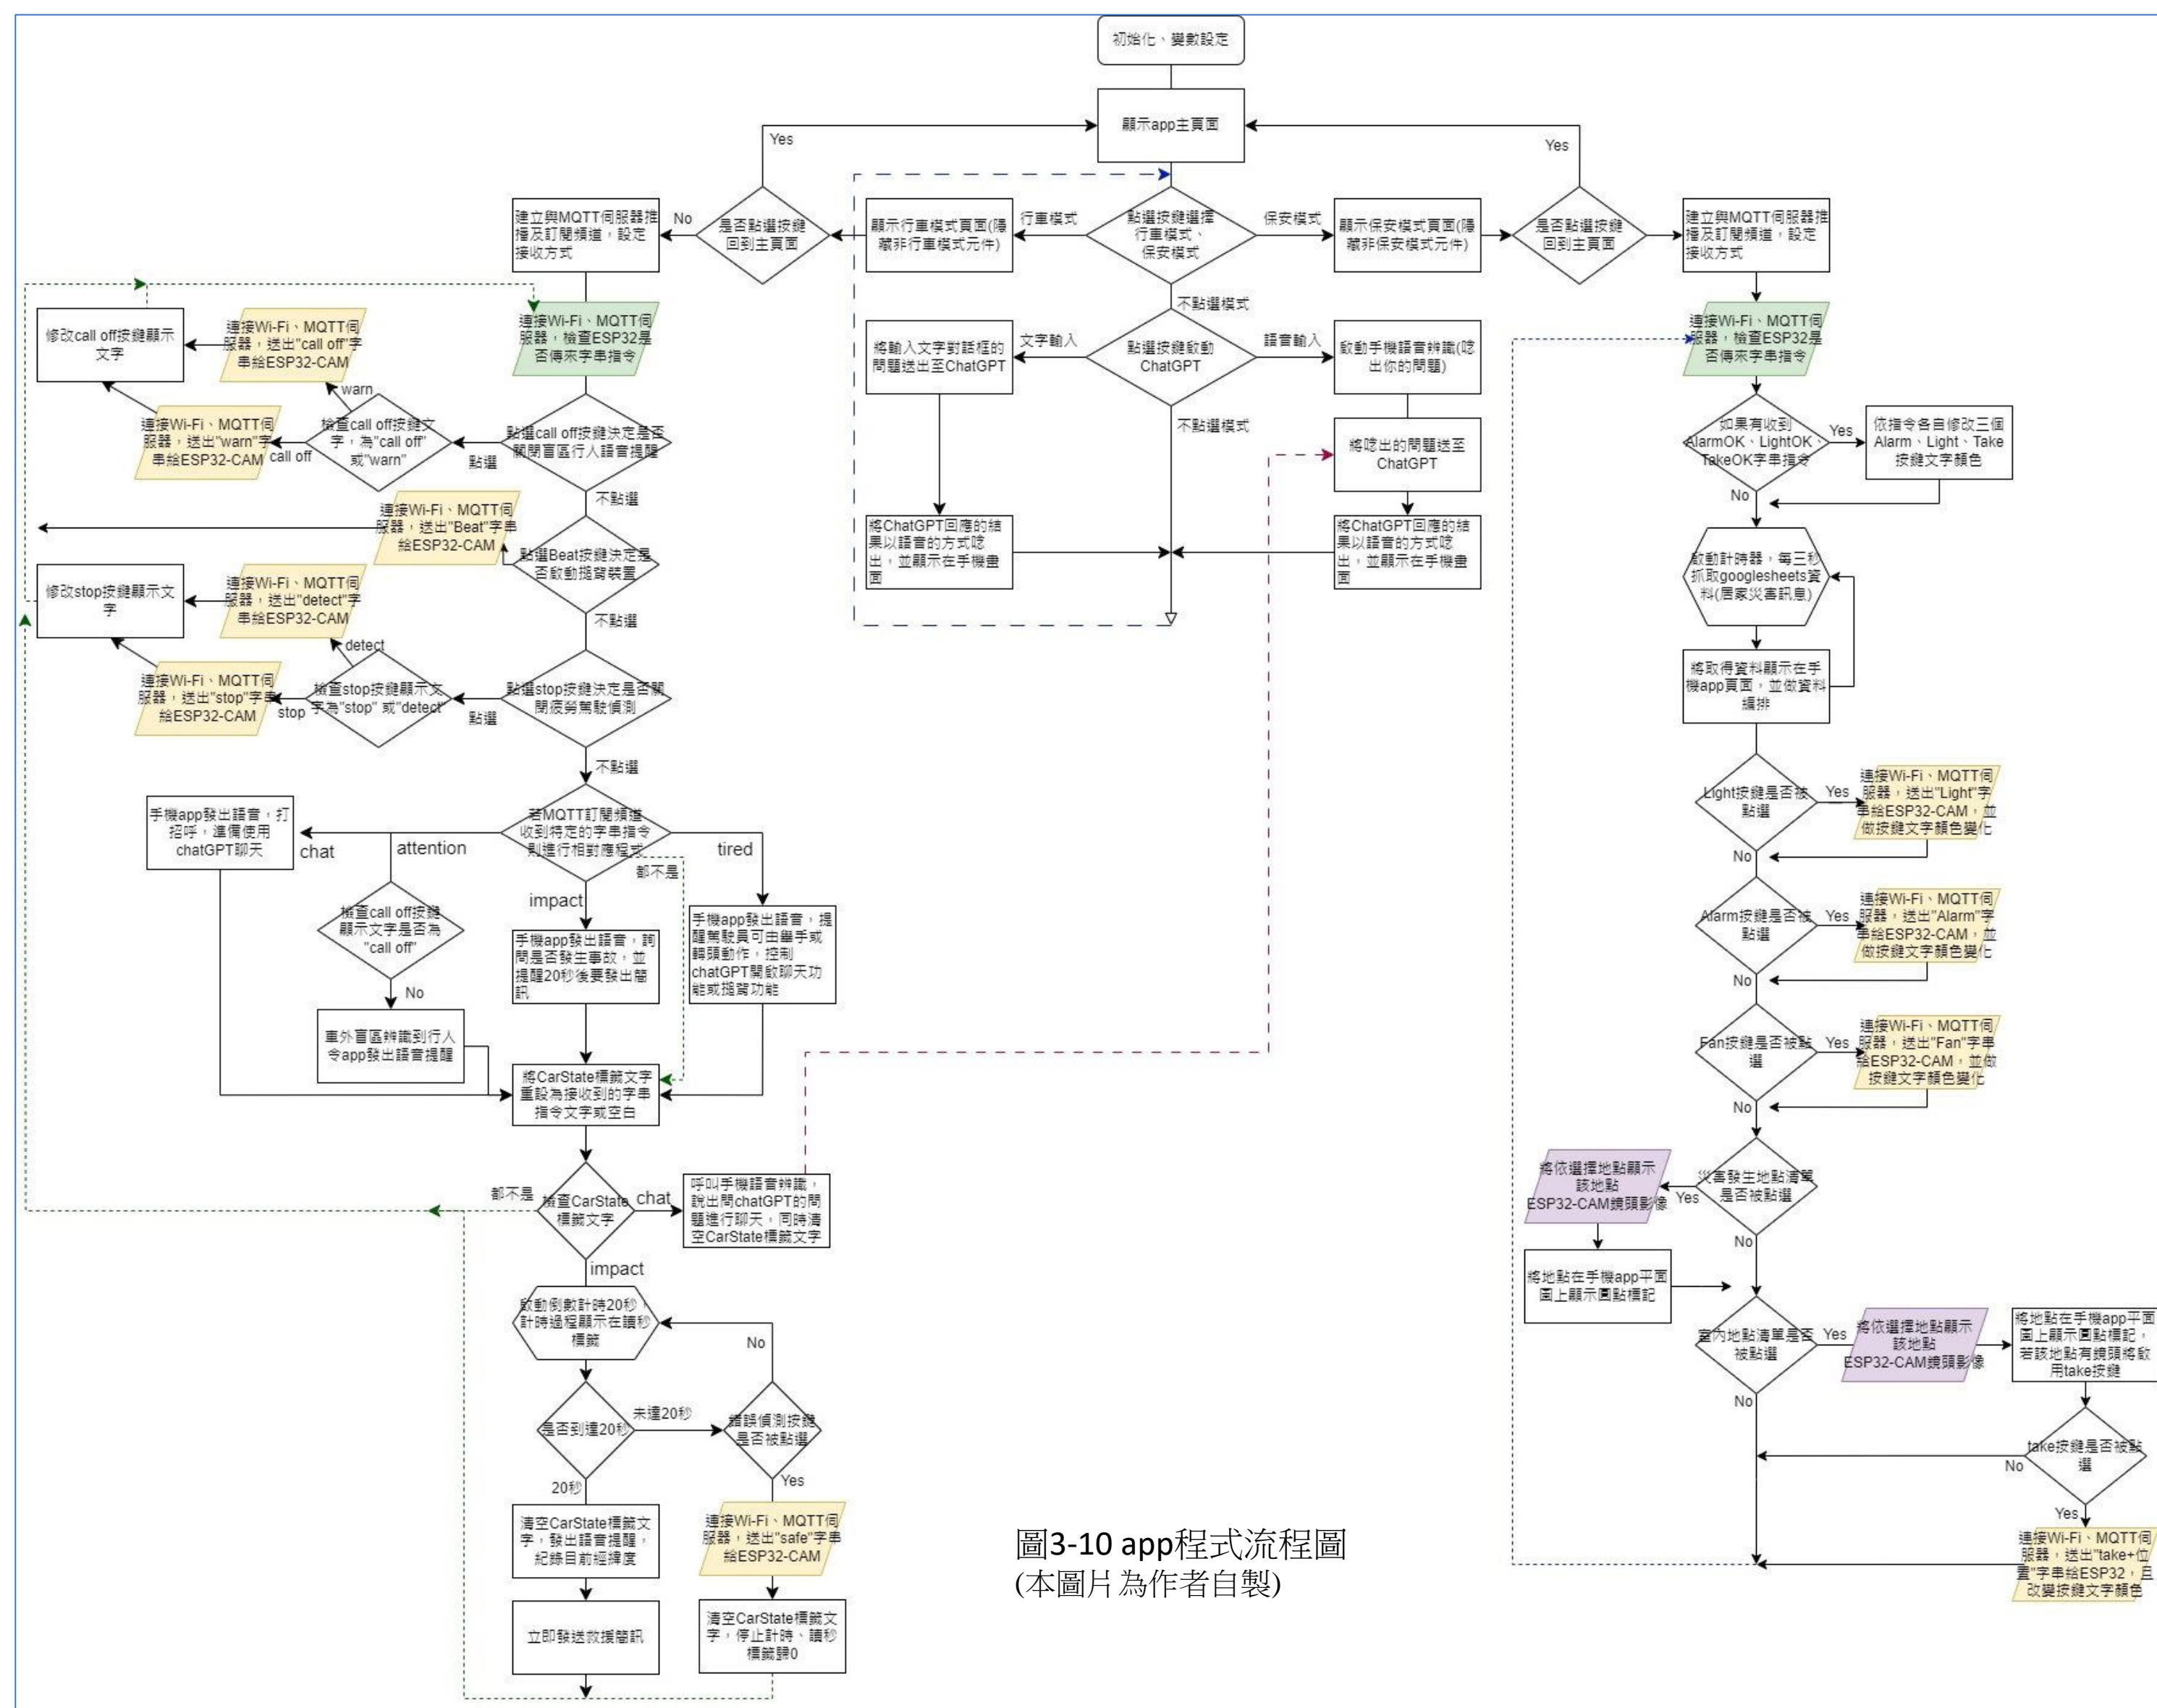 初始化、變數設定
顯示app主頁面
Yes
Yes
建立與MQTT伺服器推
播及訂閱頻道，設定
接收方式
No
是否點選按鍵
回到主頁面
顯示行車模式頁面(隱
藏非行車模式元件)
行車模式
點選按鍵選擇
行車模式、
保安模式
保安模式
顯示保安模式頁面(隱
藏非保安模式元件)
是否點選按鍵
回到主頁面
建立與MQTT伺服器推
播及訂閱頻道，設定
接收方式
不點選模式
修改call off按鍵顯示
文字
連接Wi-Fi、MQTT伺
服器，送出"call off"字
串給ESP32-CAM
連接Wi-Fi、MQTT伺
服器，檢查ESP32是
否傳來字串指令
warn
連接Wi-Fi、MQTT伺
服器，送出"warn"字
串給ESP32-CAM
call off
檢查call off按鍵文
字，為"call off"
或"warn"
點選
點選call off按鍵決定是否
關閉盲區行人語音提醒
不點選
連接Wi-Fi、MQTT伺
服器，送出"Beat"字串
給ESP32-CAM
點選Beat按鍵決定是
否啟動搥背裝置
不點選
修改stop按鍵顯示文
字
連接Wi-Fi、MQTT伺
服器，送出"detect"字
串給ESP32-CAM
detect
連接Wi-Fi、MQTT伺
服器，送出"stop"字串
給ESP32-CAM
stop
檢查stop按鍵顯示文
字為"stop" 或"detect"
點選
點選stop按鍵決定是否關
閉疲勞駕駛偵測
不點選
將輸入文字對話框的
問題送出至ChatGPT
文字輸入
點選按鍵啟動
ChatGPT
語音輸入
啟動手機語音辨識(唸
出你的問題)
不點選模式
將唸出的問題送至
ChatGPT
將ChatGPT回應的結
果以語音的方式唸
出，並顯示在手機畫
面
將ChatGPT回應的結
果以語音的方式唸
出，並顯示在手機畫
面
連接Wi-Fi、MQTT伺
服器，檢查ESP32是
否傳來字串指令
如果有收到
AlarmOK、LightOK、
TakeOK字串指令
Yes
依指令各自修改三個
Alarm、Light、Take
按鍵文字顏色
No
啟動計時器，每三秒
抓取googlesheets資
料(居家災害訊息)
將取得資料顯示在手
機app頁面，並做資料
編排
Light按鍵是否被
點選
Yes
連接Wi-Fi、MQTT伺
服器，送出"Light"字
串給ESP32-CAM，並
做按鍵文字顏色變化
No
Alarm按鍵是否被
點選
Yes
連接Wi-Fi、MQTT伺
服器，送出"Alarm"字
串給ESP32-CAM，並
做按鍵文字顏色變化
No
Fan按鍵是否被點
選
Yes
連接Wi-Fi、MQTT伺
服器，送出"Fan"字串
給ESP32-CAM，並做
按鍵文字顏色變化
No
手機app發出語音，打
招呼，準備使用
chatGPT聊天
chat
attention
若MQTT訂閱頻道
收到特定的字串指令
則進行相對應程式
tired
都不是
impact
檢查call off按鍵
顯示文字是否為
"call off"
No
車外盲區辨識到行人
令app發出語音提醒
手機app發出語音，詢
問是否發生事故，並
提醒20秒後要發出簡
訊
手機app發出語音，提
醒駕駛員可由舉手或
轉頭動作，控制
chatGPT開啟聊天功
能或搥背功能
將CarState標籤文字
重設為接收到的字串
指令文字或空白
都不是
檢查CarState
標籤文字
chat
呼叫手機語音辨識，
說出問chatGPT的問
題進行聊天，同時清
空CarState標籤文字
impact
啟動倒數計時20秒，
計時過程顯示在讀秒
標籤
No
是否到達20秒
未達20秒
錯誤偵測按鍵
是否被點選
20秒
Yes
清空CarState標籤文
字，發出語音提醒，
紀錄目前經緯度
連接Wi-Fi、MQTT伺
服器，送出"safe"字串
給ESP32-CAM
立即發送救援簡訊
清空CarState標籤文
字，停止計時、讀秒
標籤歸0
將依選擇地點顯示
該地點
ESP32-CAM鏡頭影像
Yes
災害發生地點清單
是否被點選
No
將地點在手機app平面
圖上顯示圓點標記
室內地點清單是否
被點選
Yes
將依選擇地點顯示
該地點
ESP32-CAM鏡頭影像
將地點在手機app平面
圖上顯示圓點標記，
若該地點有鏡頭將啟
用take按鍵
No
take按鍵是否被點
選
No
Yes
連接Wi-Fi、MQTT伺
服器，送出"take+位
置"字串給ESP32，且
改變按鍵文字顏色
圖3-10 app程式流程圖
(本圖片為作者自製)